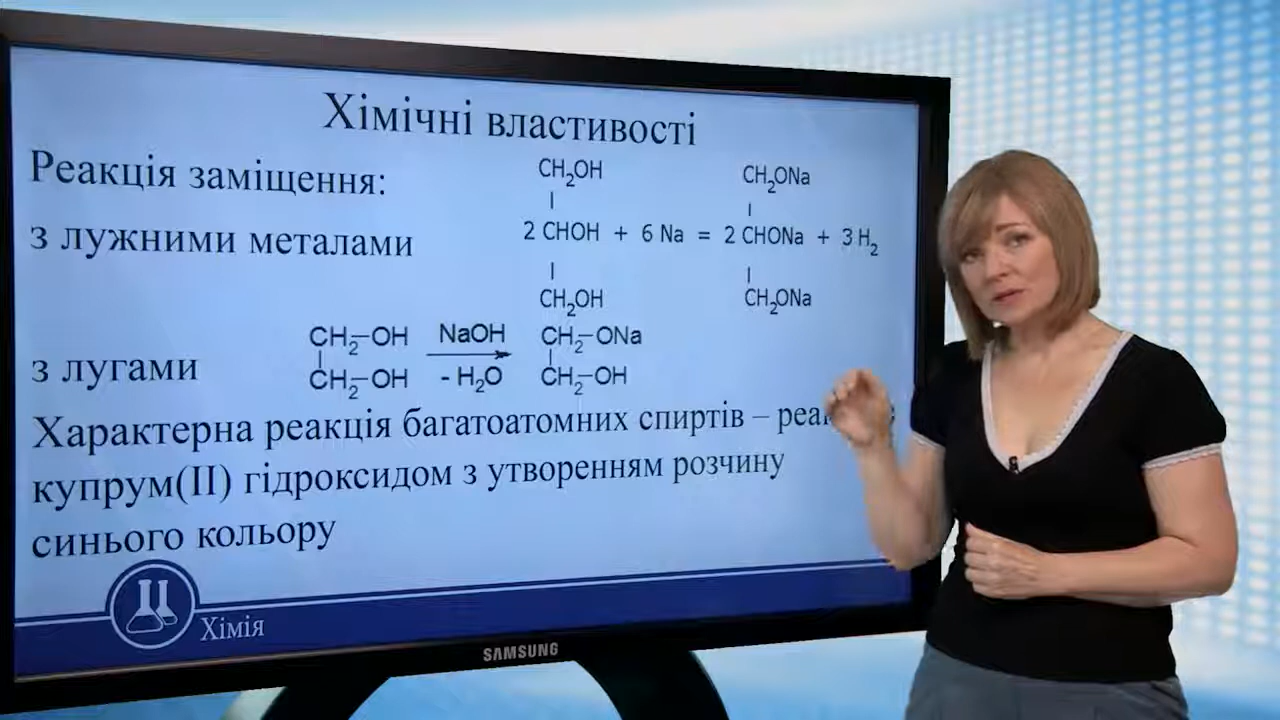 Хімічні властивості
Реакція заміщення:
CH2OH CH2ONa
з лужними металами 2 CHOH + 6 Na = 2 CHONa + 3 H2
CH2OH CH2ONa
CH2–OH NaOH CH2–ONa
з лугами
CH2–OH - H2O CH2–OH
Характерна реакція багатоатомних спиртів –
купрум(II) гідроксидом з утворенням розчину
синього кольору
Хімія
SAMSUNG